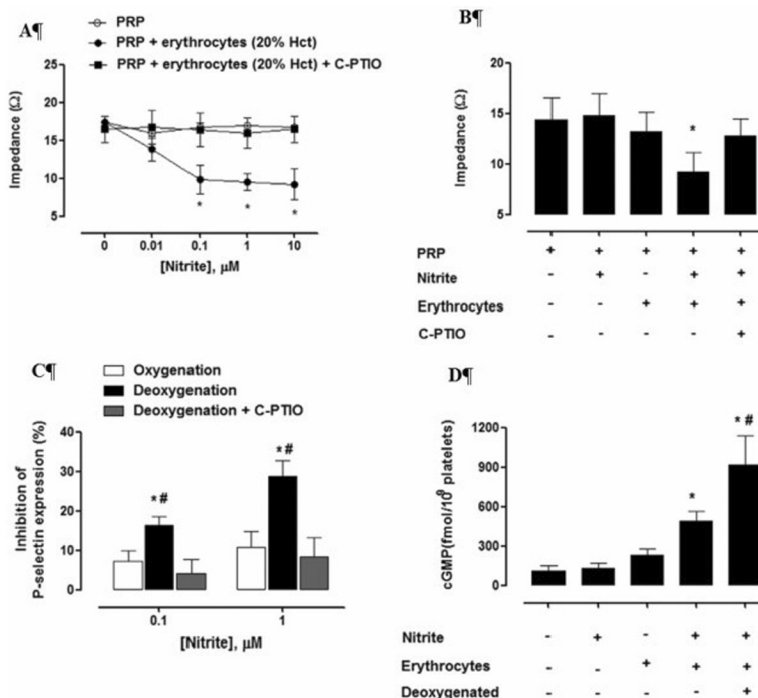 A¶
PRP
PRP + erythrocytes (20% Hct)
PRP + erythrocytes (20% Hct) + C-PTIO
Impedance (Ω)
25
20
15
10
5
* * *
0 0.01 0.1 1 10
[Nitrite], μM
B¶
Impedance (Ω)
20
15
10
5
*
PRP + + + + +
Nitrite - + - + +
Erythrocytes - - + + +
C-PTIO - - - - +
C¶
Oxygenation
Deoxygenation
Deoxygenation + C-PTIO
Inhibition of
P-selectin expression (%)
40
30
20
10
0
*# *#
0.1 1
[Nitrite], μM
D¶
cGMP(fmol/10⁹ platelets)
1200
900
600
300
0
* *#
Nitrite - + - + +
Erythrocytes - - + + +
Deoxygenated - - - - +